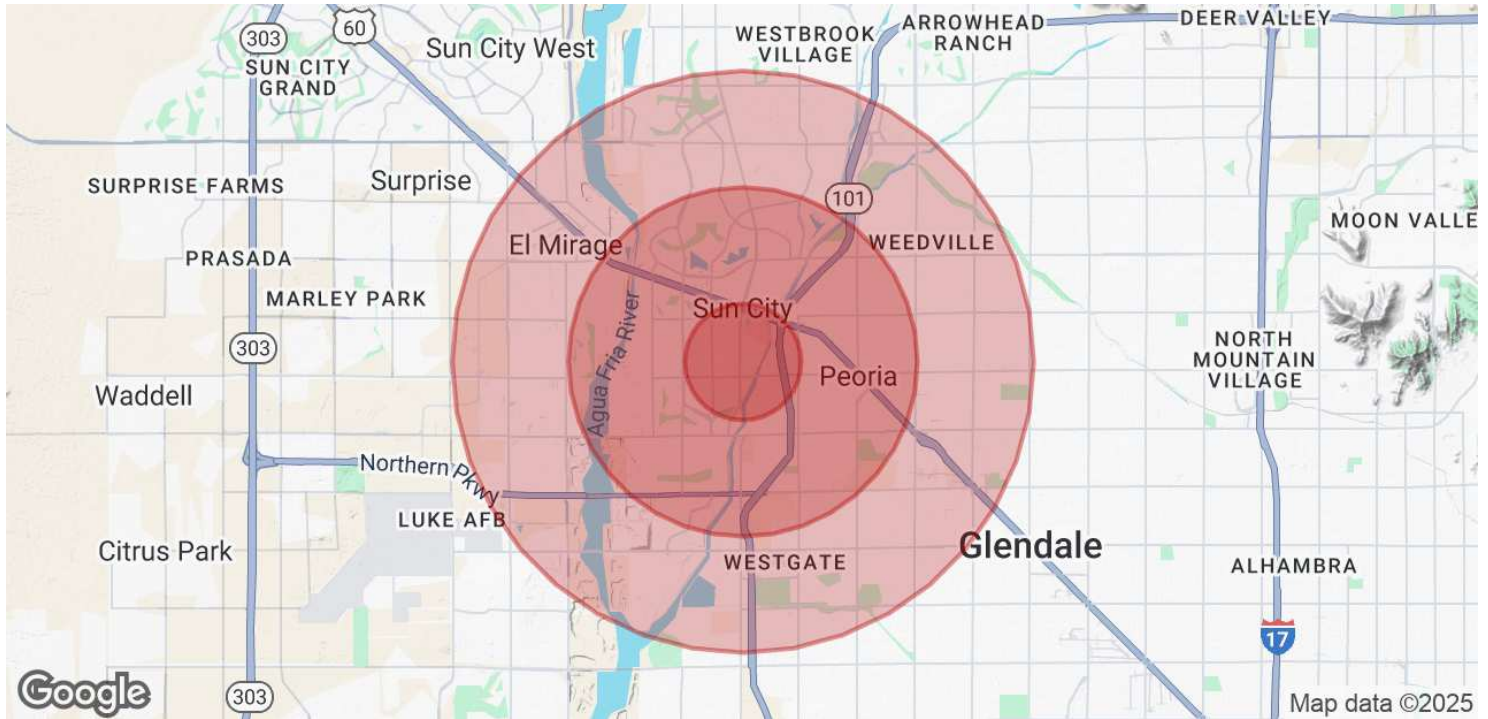 303
60
Sun City West
SUN CITY
GRAND
WESTBROOK
VILLAGE
ARROWHEAD
RANCH
DEER VALLEY
SURPRISE FARMS
Surprise
101
MOON VALLE
El Mirage
WEEDVILLE
PRASADA
MARLEY PARK
Sun City
303
Agua Fria River
NORTH
MOUNTAIN
VILLAGE
Waddell
Peoria
Northern Pkwy
LUKE AFB
Citrus Park
WESTGATE
Glendale
ALHAMBRA
17
303
Google
Map data ©2025